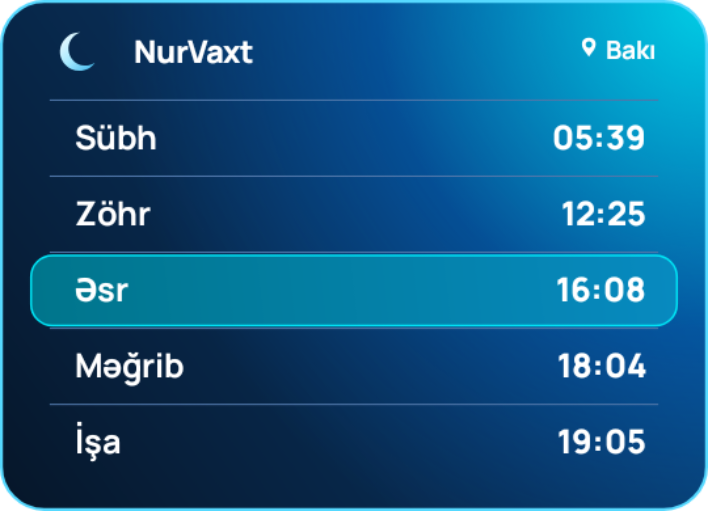 NurVaxt
Bakı
Sübh 05:39
Zöhr 12:25
Əsr 16:08
Məğrib 18:04
İşa 19:05